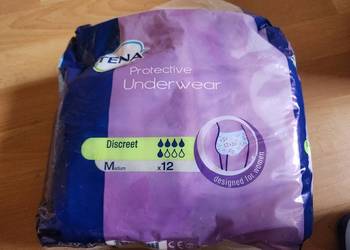 TENA
Protective
Underwear
Discreet
Medium x12
designed for women